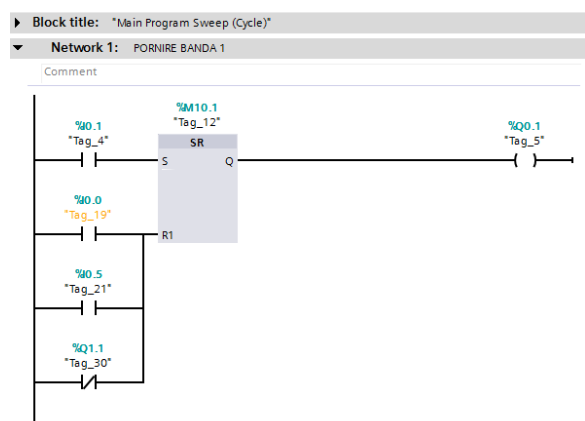 Block title: "Main Program Sweep (Cycle)"
Network 1: PORNIRE BANDA 1
Comment
%M10.1
"Tag_12"
%I0.1
"Tag_4"
SR
%Q0.1
"Tag_5"
S
Q
%I0.0
"Tag_19"
R1
%I0.5
"Tag_21"
%Q1.1
"Tag_30"